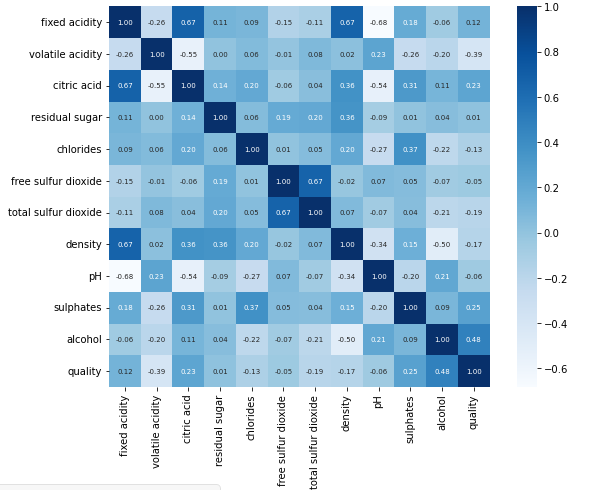 fixed acidity 1.00 -0.26 0.67 0.11 0.09 -0.15 -0.11 0.67 -0.68 0.18 -0.06 0.12
volatile acidity -0.26 1.00 -0.55 0.00 0.06 -0.01 0.08 0.02 0.23 -0.26 -0.20 -0.39
citric acid 0.67 -0.55 1.00 0.14 0.20 -0.06 0.04 0.36 -0.54 0.31 0.11 0.23
residual sugar 0.11 0.00 0.14 1.00 0.06 0.19 0.20 0.36 -0.09 0.01 0.04 0.01
chlorides 0.09 0.06 0.20 0.06 1.00 0.01 0.05 0.20 -0.27 0.37 -0.22 -0.13
free sulfur dioxide -0.15 -0.01 -0.06 0.19 0.01 1.00 0.67 -0.02 0.07 0.05 -0.07 -0.05
total sulfur dioxide -0.11 0.08 0.04 0.20 0.05 0.67 1.00 0.07 -0.07 0.04 -0.21 -0.19
density 0.67 0.02 0.36 0.36 0.20 -0.02 0.07 1.00 -0.34 0.15 -0.50 -0.17
pH -0.68 0.23 -0.54 -0.09 -0.27 0.07 -0.07 -0.34 1.00 -0.20 0.21 -0.06
sulphates 0.18 -0.26 0.31 0.01 0.37 0.05 0.04 0.15 -0.20 1.00 0.09 0.25
alcohol -0.06 -0.20 0.11 0.04 -0.22 -0.07 -0.21 -0.50 0.21 0.09 1.00 0.48
quality 0.12 -0.39 0.23 0.01 -0.13 -0.05 -0.19 -0.17 -0.06 0.25 0.48 1.00
fixed acidity
volatile acidity
citric acid
residual sugar
chlorides
free sulfur dioxide
total sulfur dioxide
density
pH
sulphates
alcohol
quality
1.0
0.8
0.6
0.4
0.2
0.0
−0.2
−0.4
−0.6